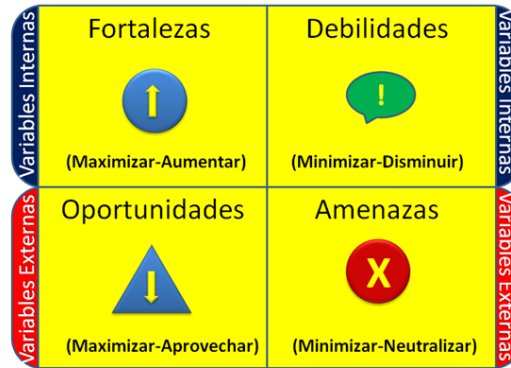 Variables Internas
Fortalezas
(Maximizar-Aumentar)
Debilidades
!
(Minimizar-Disminuir)
Variables Internas
Variables Externas
Oportunidades
(Maximizar-Aprovechar)
Amenazas
X
(Minimizar-Neutralizar)
Variables Externas